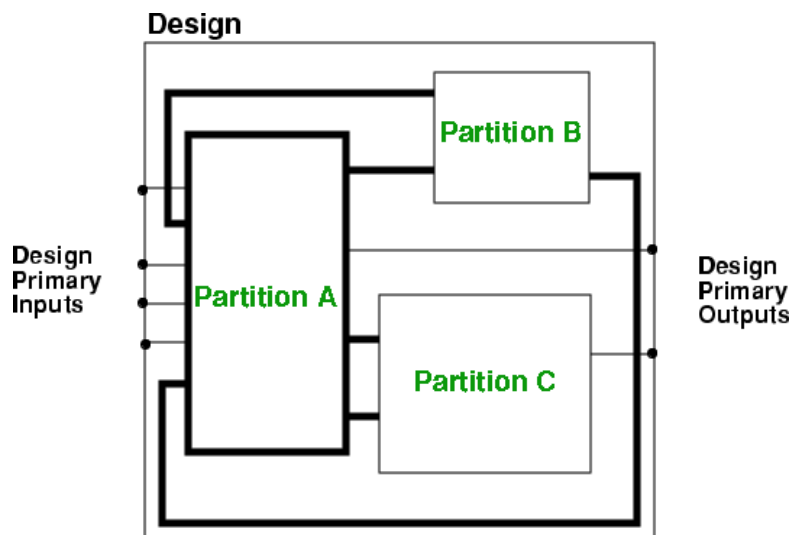 Design
Partition B
Design
Primary
Inputs
Partition A
Design
Primary
Outputs
Partition C